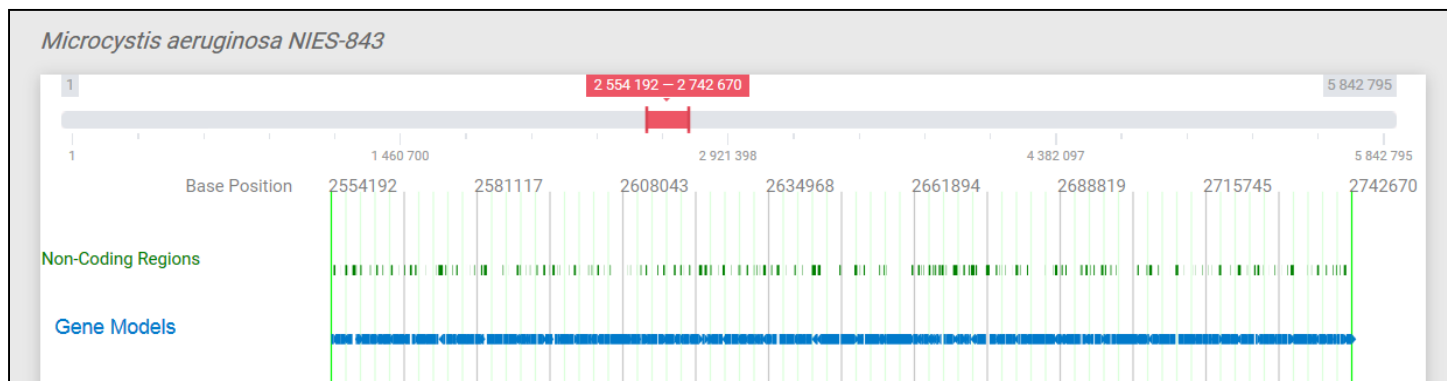 Microcystis aeruginosa NIES-843
1 2 554 192 — 2 742 670 5 842 795
1 1 460 700 2 921 398 4 382 097 5 842 795
Base Position 2554192 2581117 2608043 2634968 2661894 2688819 2715745 2742670
Non-Coding Regions
Gene Models